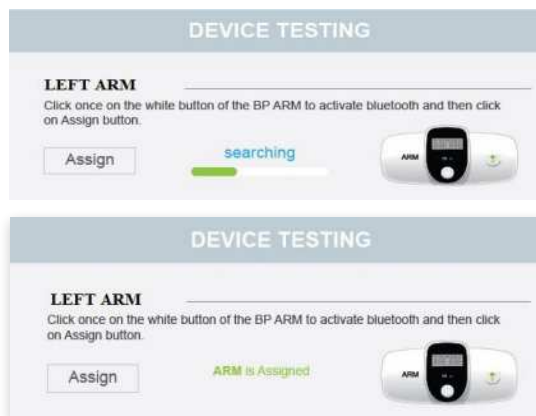 DEVICE TESTING
LEFT ARM
Click once on the white button of the BP ARM to activate bluetooth and then click
on Assign button.
Assign
searching
ARM
DEVICE TESTING
LEFT ARM
Click once on the white button of the BP ARM to activate bluetooth and then click
on Assign button.
Assign
ARM is Assigned
ARM